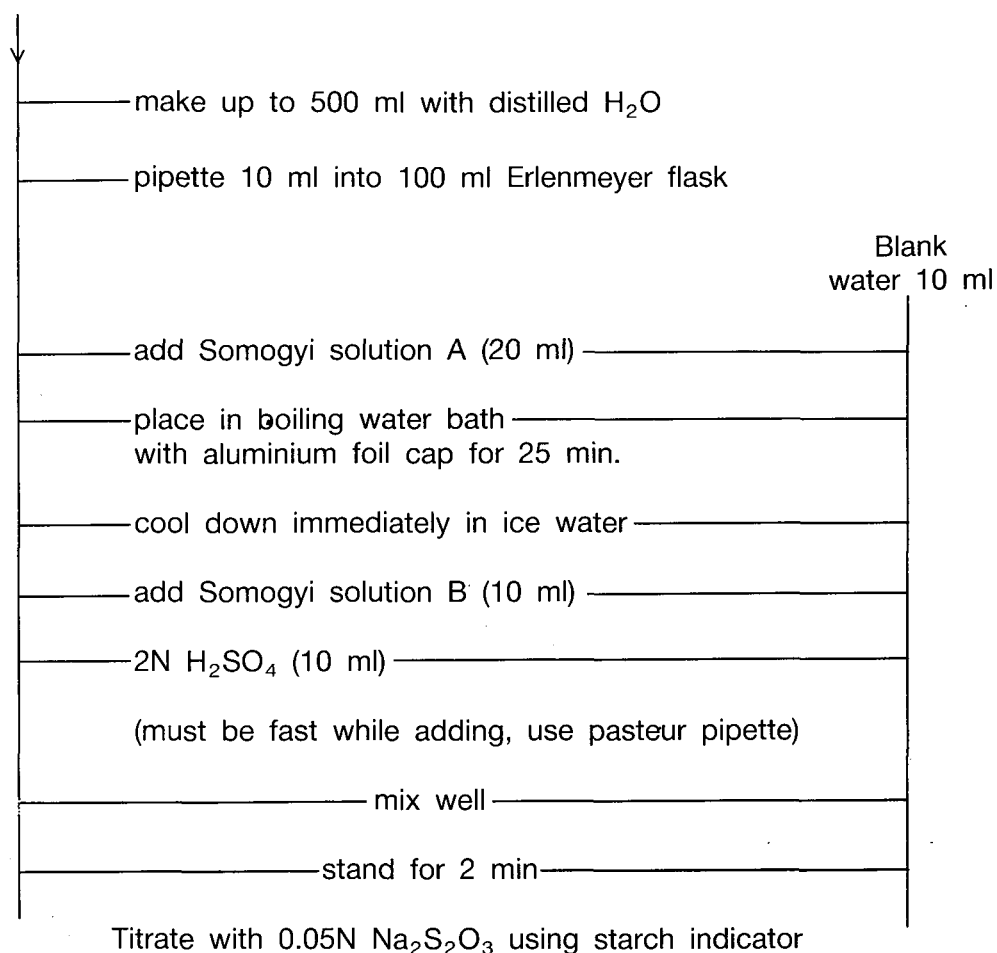 make up to 500 ml with distilled H₂O
pipette 10 ml into 100 ml Erlenmeyer flask
Blank
water 10 ml
add Somogyi solution A (20 ml)
place in boiling water bath
with aluminium foil cap for 25 min.
cool down immediately in ice water
add Somogyi solution B (10 ml)
2N H₂SO₄ (10 ml)
(must be fast while adding, use pasteur pipette)
mix well
stand for 2 min
Titrate with 0.05N Na₂S₂O₃ using starch indicator